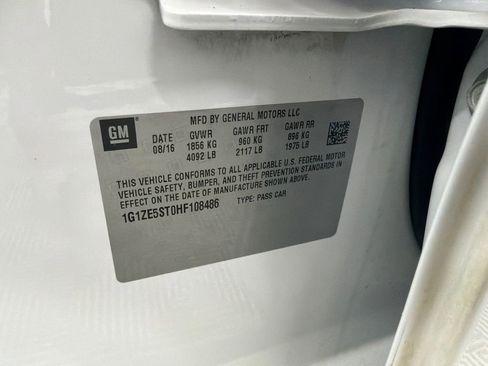 MFD BY GENERAL MOTORS LLC
GM
DATE GVWR GAWR FRT GAWR RR
08/16 1856 KG 960 KG 896 KG
4092 LB 2117 LB 1975 LB
THIS VEHICLE CONFORMS TO ALL APPLICABLE U.S. FEDERAL MOTOR
VEHICLE SAFETY, BUMPER, AND THEFT PREVENTION STANDARDS IN
EFFECT ON THE DATE OF MANUFACTURE SHOWN ABOVE.
1G1ZE5ST0HF108486 TYPE: PASS CAR